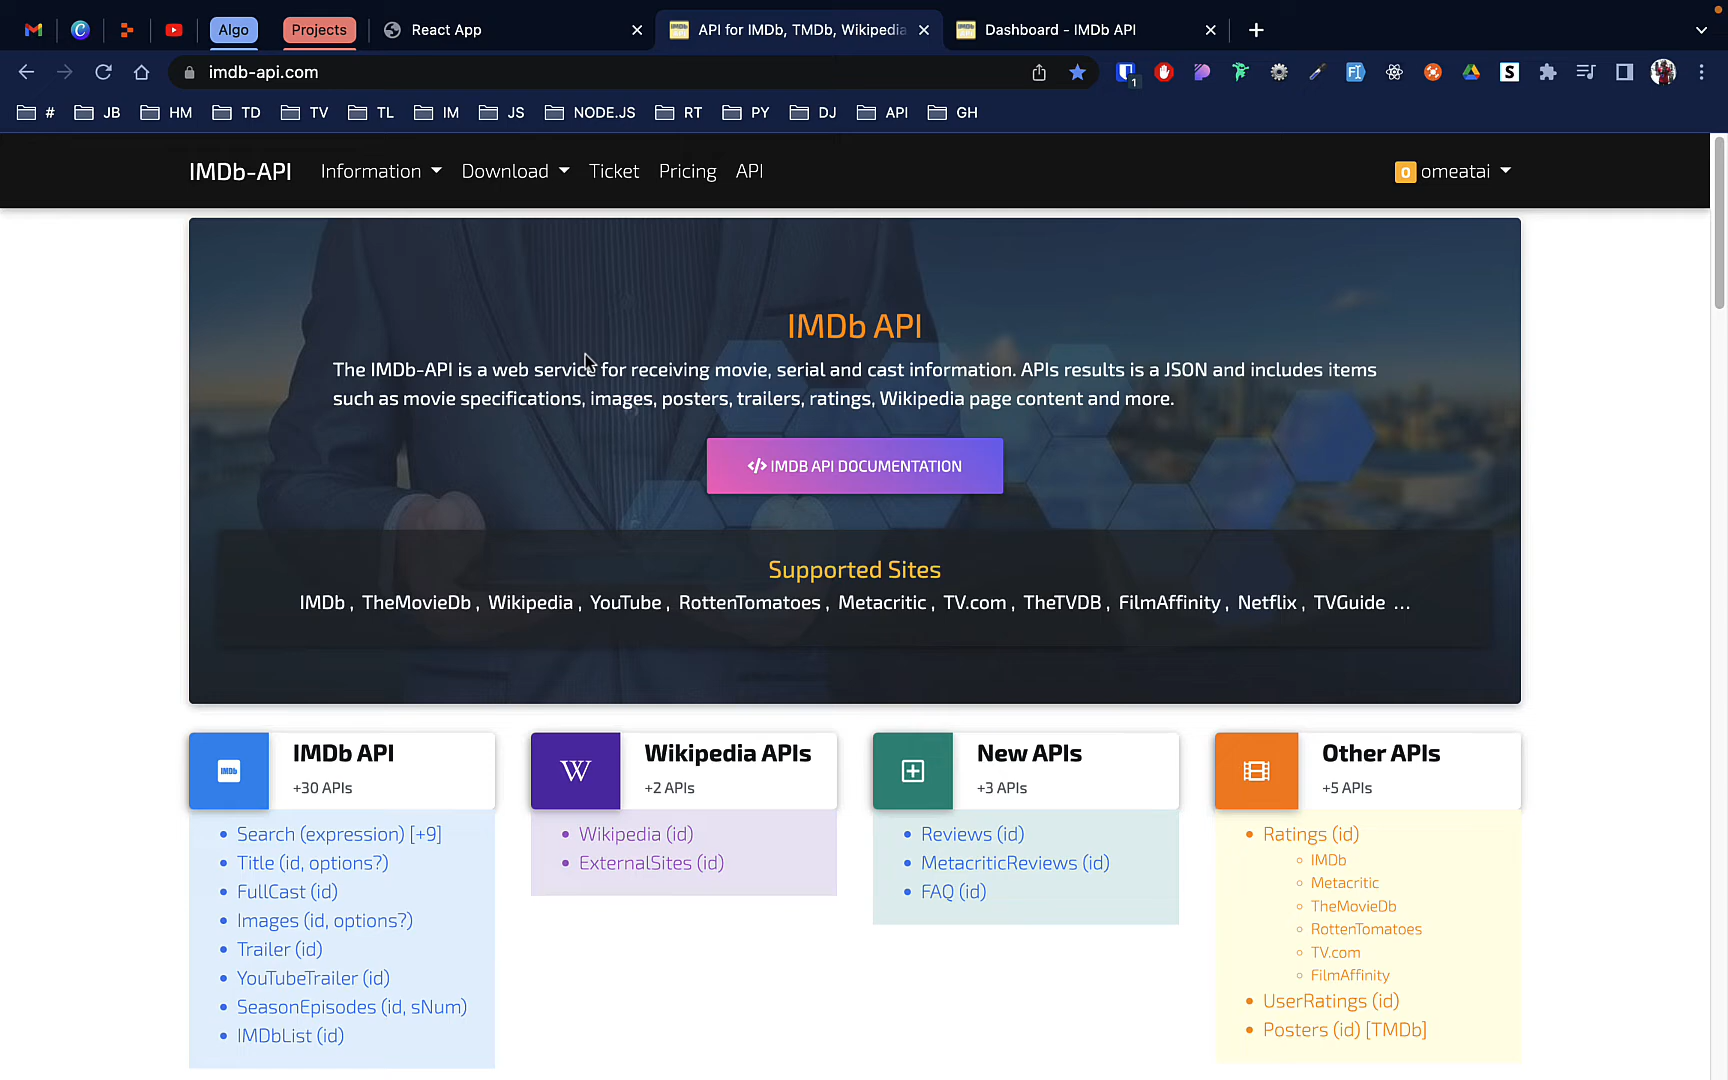 Algo
Projects
React App
API for IMDb, TMDb, Wikipedia
Dashboard - IMDb API
imdb-api.com
1
#
JB
HM
TD
TV
TL
IM
JS
NODE.JS
RT
PY
DJ
API
GH
IMDb-API
Information
Download
Ticket
Pricing
API
0 omeatai
IMDb API
The IMDb-API is a web service for receiving movie, serial and cast information. APIs results is a JSON and includes items
such as movie specifications, images, posters, trailers, ratings, Wikipedia page content and more.
</> IMDB API DOCUMENTATION
Supported Sites
IMDb , TheMovieDb , Wikipedia , YouTube , RottenTomatoes , Metacritic , TV.com , TheTVDB , FilmAffinity , Netflix , TVGuide ...
IMDb
IMDb API
+30 APIs
Search (expression) [+9]
Title (id, options?)
FullCast (id)
Images (id, options?)
Trailer (id)
YouTubeTrailer (id)
SeasonEpisodes (id, sNum)
IMDbList (id)
W
Wikipedia APIs
+2 APIs
Wikipedia (id)
ExternalSites (id)
New APIs
+3 APIs
Reviews (id)
MetacriticReviews (id)
FAQ (id)
Other APIs
+5 APIs
Ratings (id)
IMDb
Metacritic
TheMovieDb
RottenTomatoes
TV.com
FilmAffinity
UserRatings (id)
Posters (id) [TMDb]